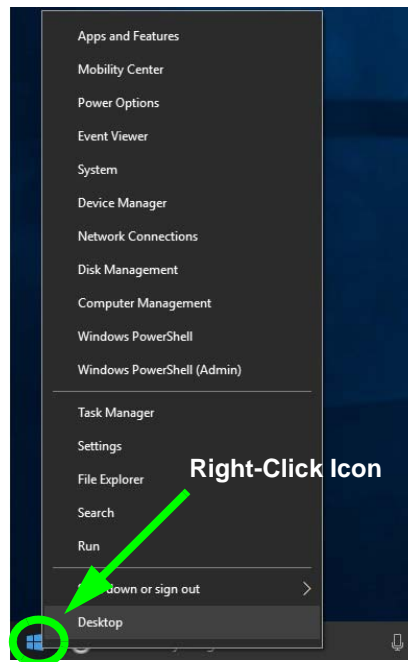 Apps and Features
Mobility Center
Power Options
Event Viewer
System
Device Manager
Network Connections
Disk Management
Computer Management
Windows PowerShell
Windows PowerShell (Admin)
Task Manager
Settings
Right-Click Icon
File Explorer
Search
Run
down or sign out
Desktop